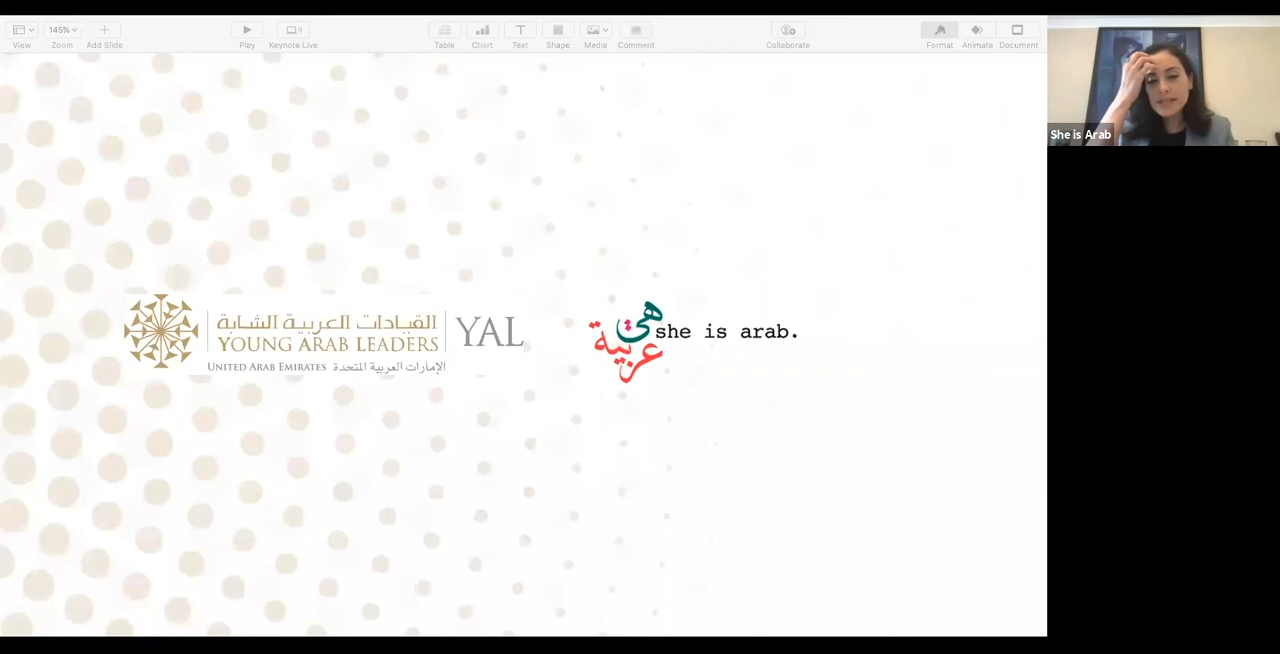 145%
View
Zoom
Add Slide
Play
Keynote Live
Table
Chart
Text
Shape
Media
Comment
Collaborate
Format
Animate
Document
She is Arab
القيادات العربية الشابة
YOUNG ARAB LEADERS
YAL
UNITED ARAB EMIRATES الإمارات العربية المتحدة
هي
عربية
she is arab.